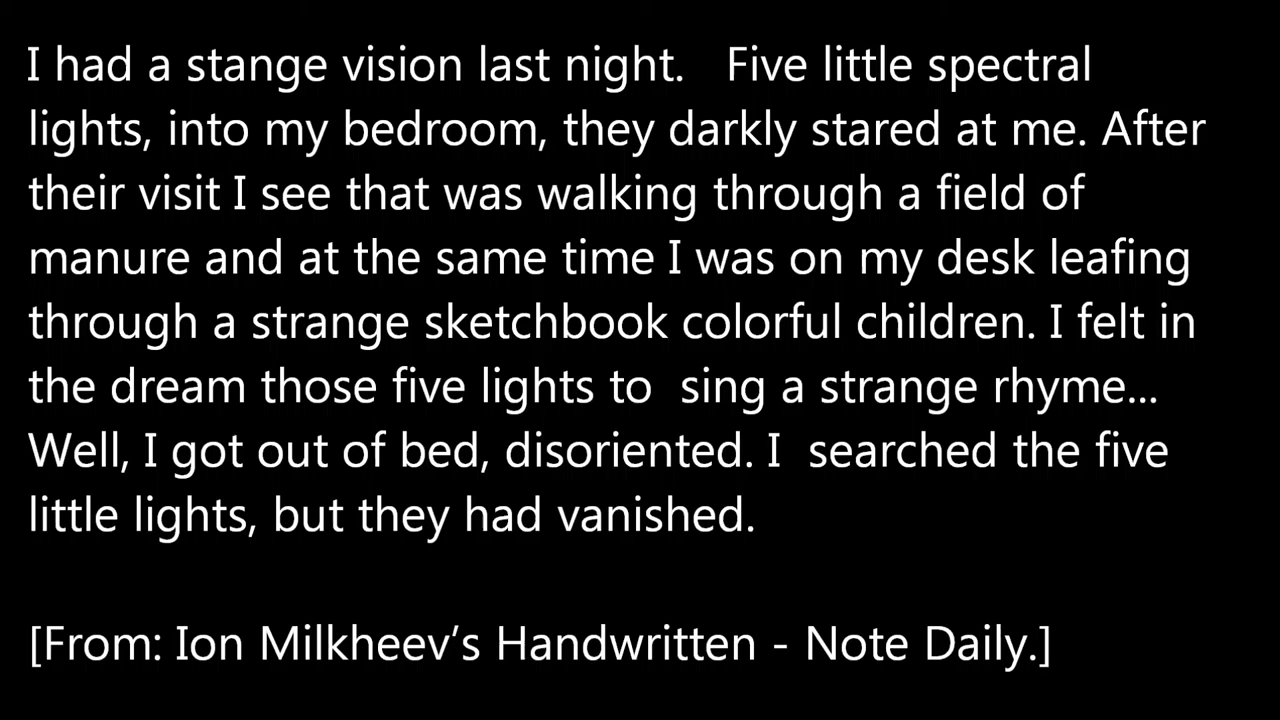 I had a stange vision last night.   Five little spectral
lights, into my bedroom, they darkly stared at me. After
their visit I see that was walking through a field of
manure and at the same time I was on my desk leafing
through a strange sketchbook colorful children. I felt in
the dream those five lights to  sing a strange rhyme...
Well, I got out of bed, disoriented. I  searched the five
little lights, but they had vanished.
[From: Ion Milkheev’s Handwritten - Note Daily.]